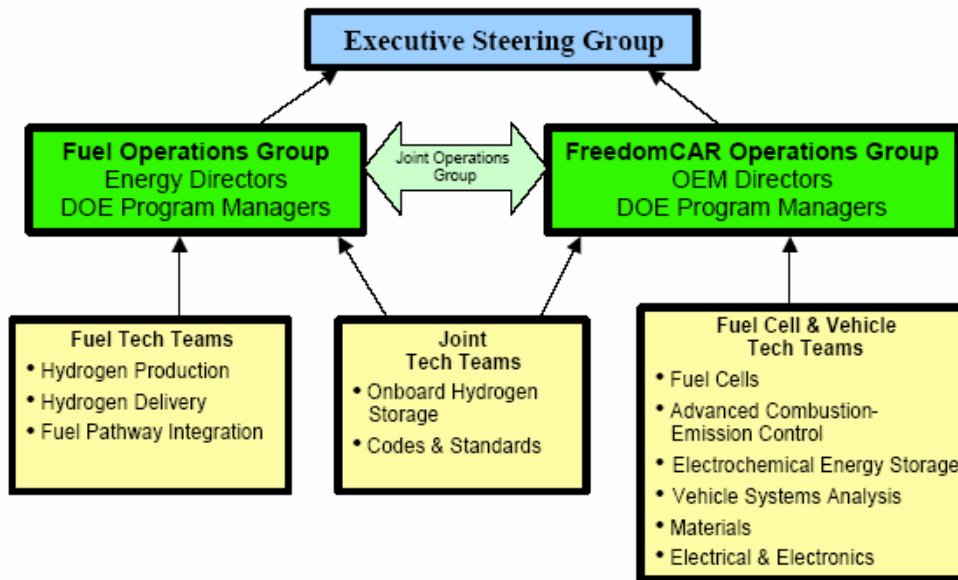 Executive Steering Group
Fuel Operations Group
Energy Directors
DOE Program Managers
Joint Operations
Group
FreedomCAR Operations Group
OEM Directors
DOE Program Managers
Fuel Tech Teams
• Hydrogen Production
• Hydrogen Delivery
• Fuel Pathway Integration
Joint
Tech Teams
• Onboard Hydrogen
Storage
• Codes & Standards
Fuel Cell & Vehicle
Tech Teams
• Fuel Cells
• Advanced Combustion-
Emission Control
• Electrochemical Energy Storage
• Vehicle Systems Analysis
• Materials
• Electrical & Electronics